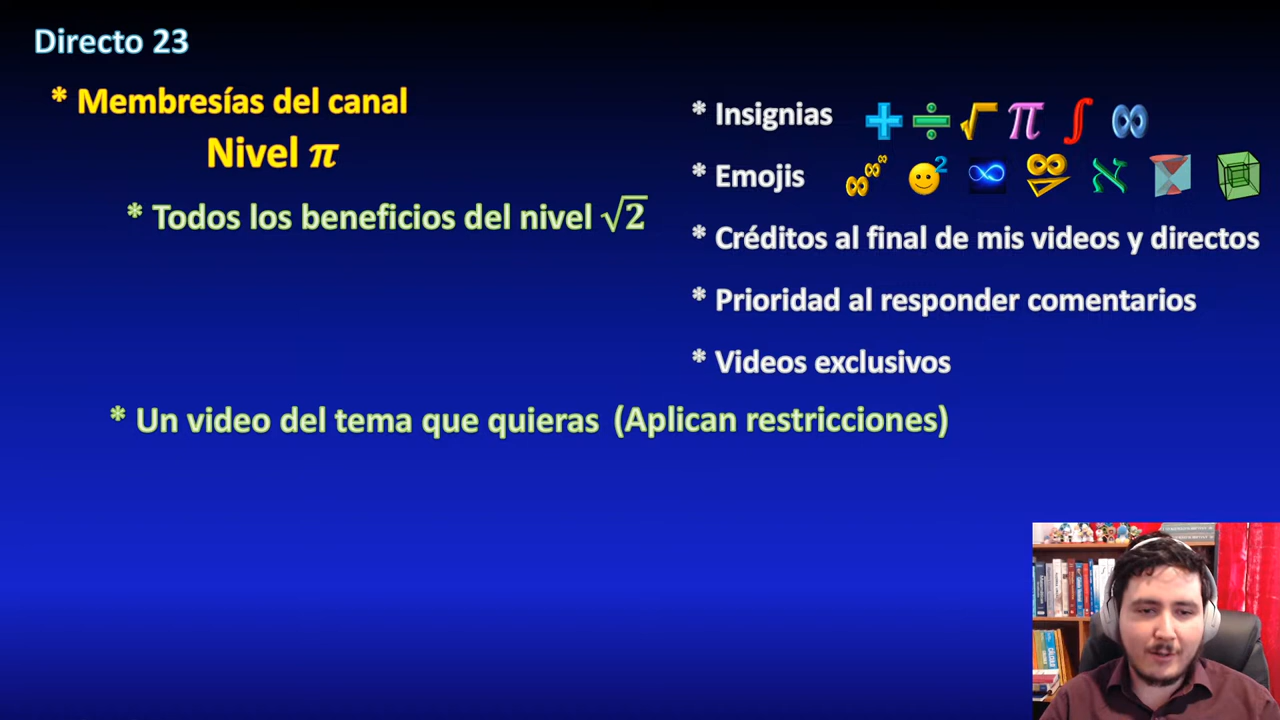 Directo 23
* Membresías del canal
Nivel π
* Todos los beneficios del nivel √2
* Insignias
* Emojis
* Créditos al final de mis videos y directos
* Prioridad al responder comentarios
* Videos exclusivos
* Un video del tema que quieras (Aplican restricciones)